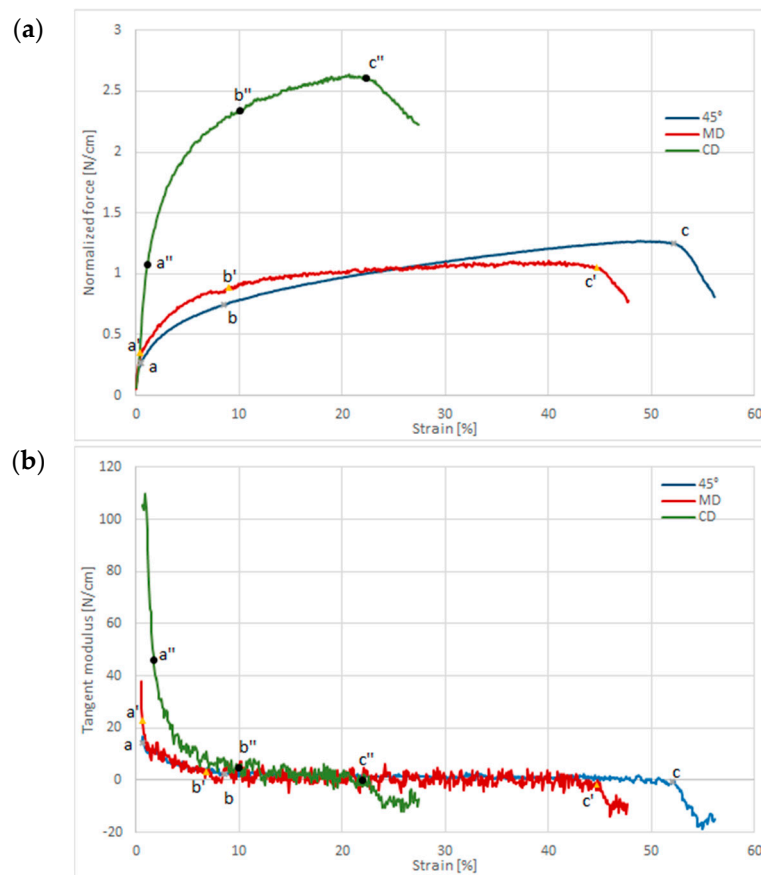 (a)
3
2.5
2
1.5
1
0.5
0
Normalized force [N/cm]
c"
b"
a"
b'
c
c'
a'
a
b
45°
MD
CD
0 10 20 30 40 50 60
Strain [%]
(b)
120
100
80
60
40
20
0
-20
Tangent modulus [N/cm]
45°
MD
CD
a"
a'
a
b"
c"
c
b'
b
c'
0 10 20 30 40 50 60
Strain [%]